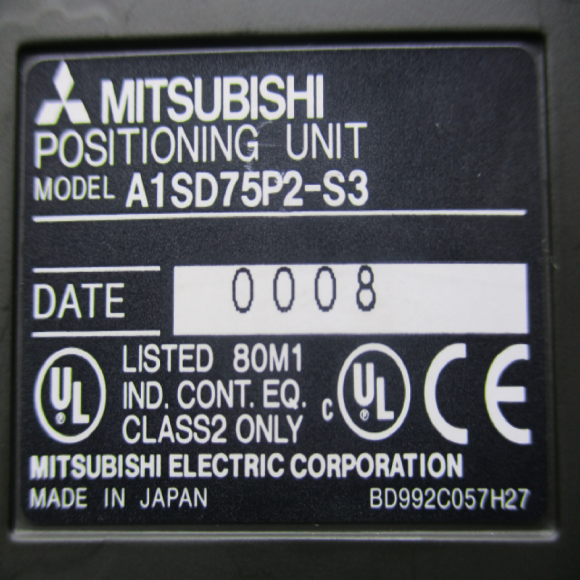 MITSUBISHI
POSITIONING UNIT
MODEL A1SD75P2-S3
DATE 0008
UL LISTED 80M1
IND. CONT. EQ.
CLASS2 ONLY
c UL CE
MITSUBISHI ELECTRIC CORPORATION
MADE IN JAPAN BD992C057H27